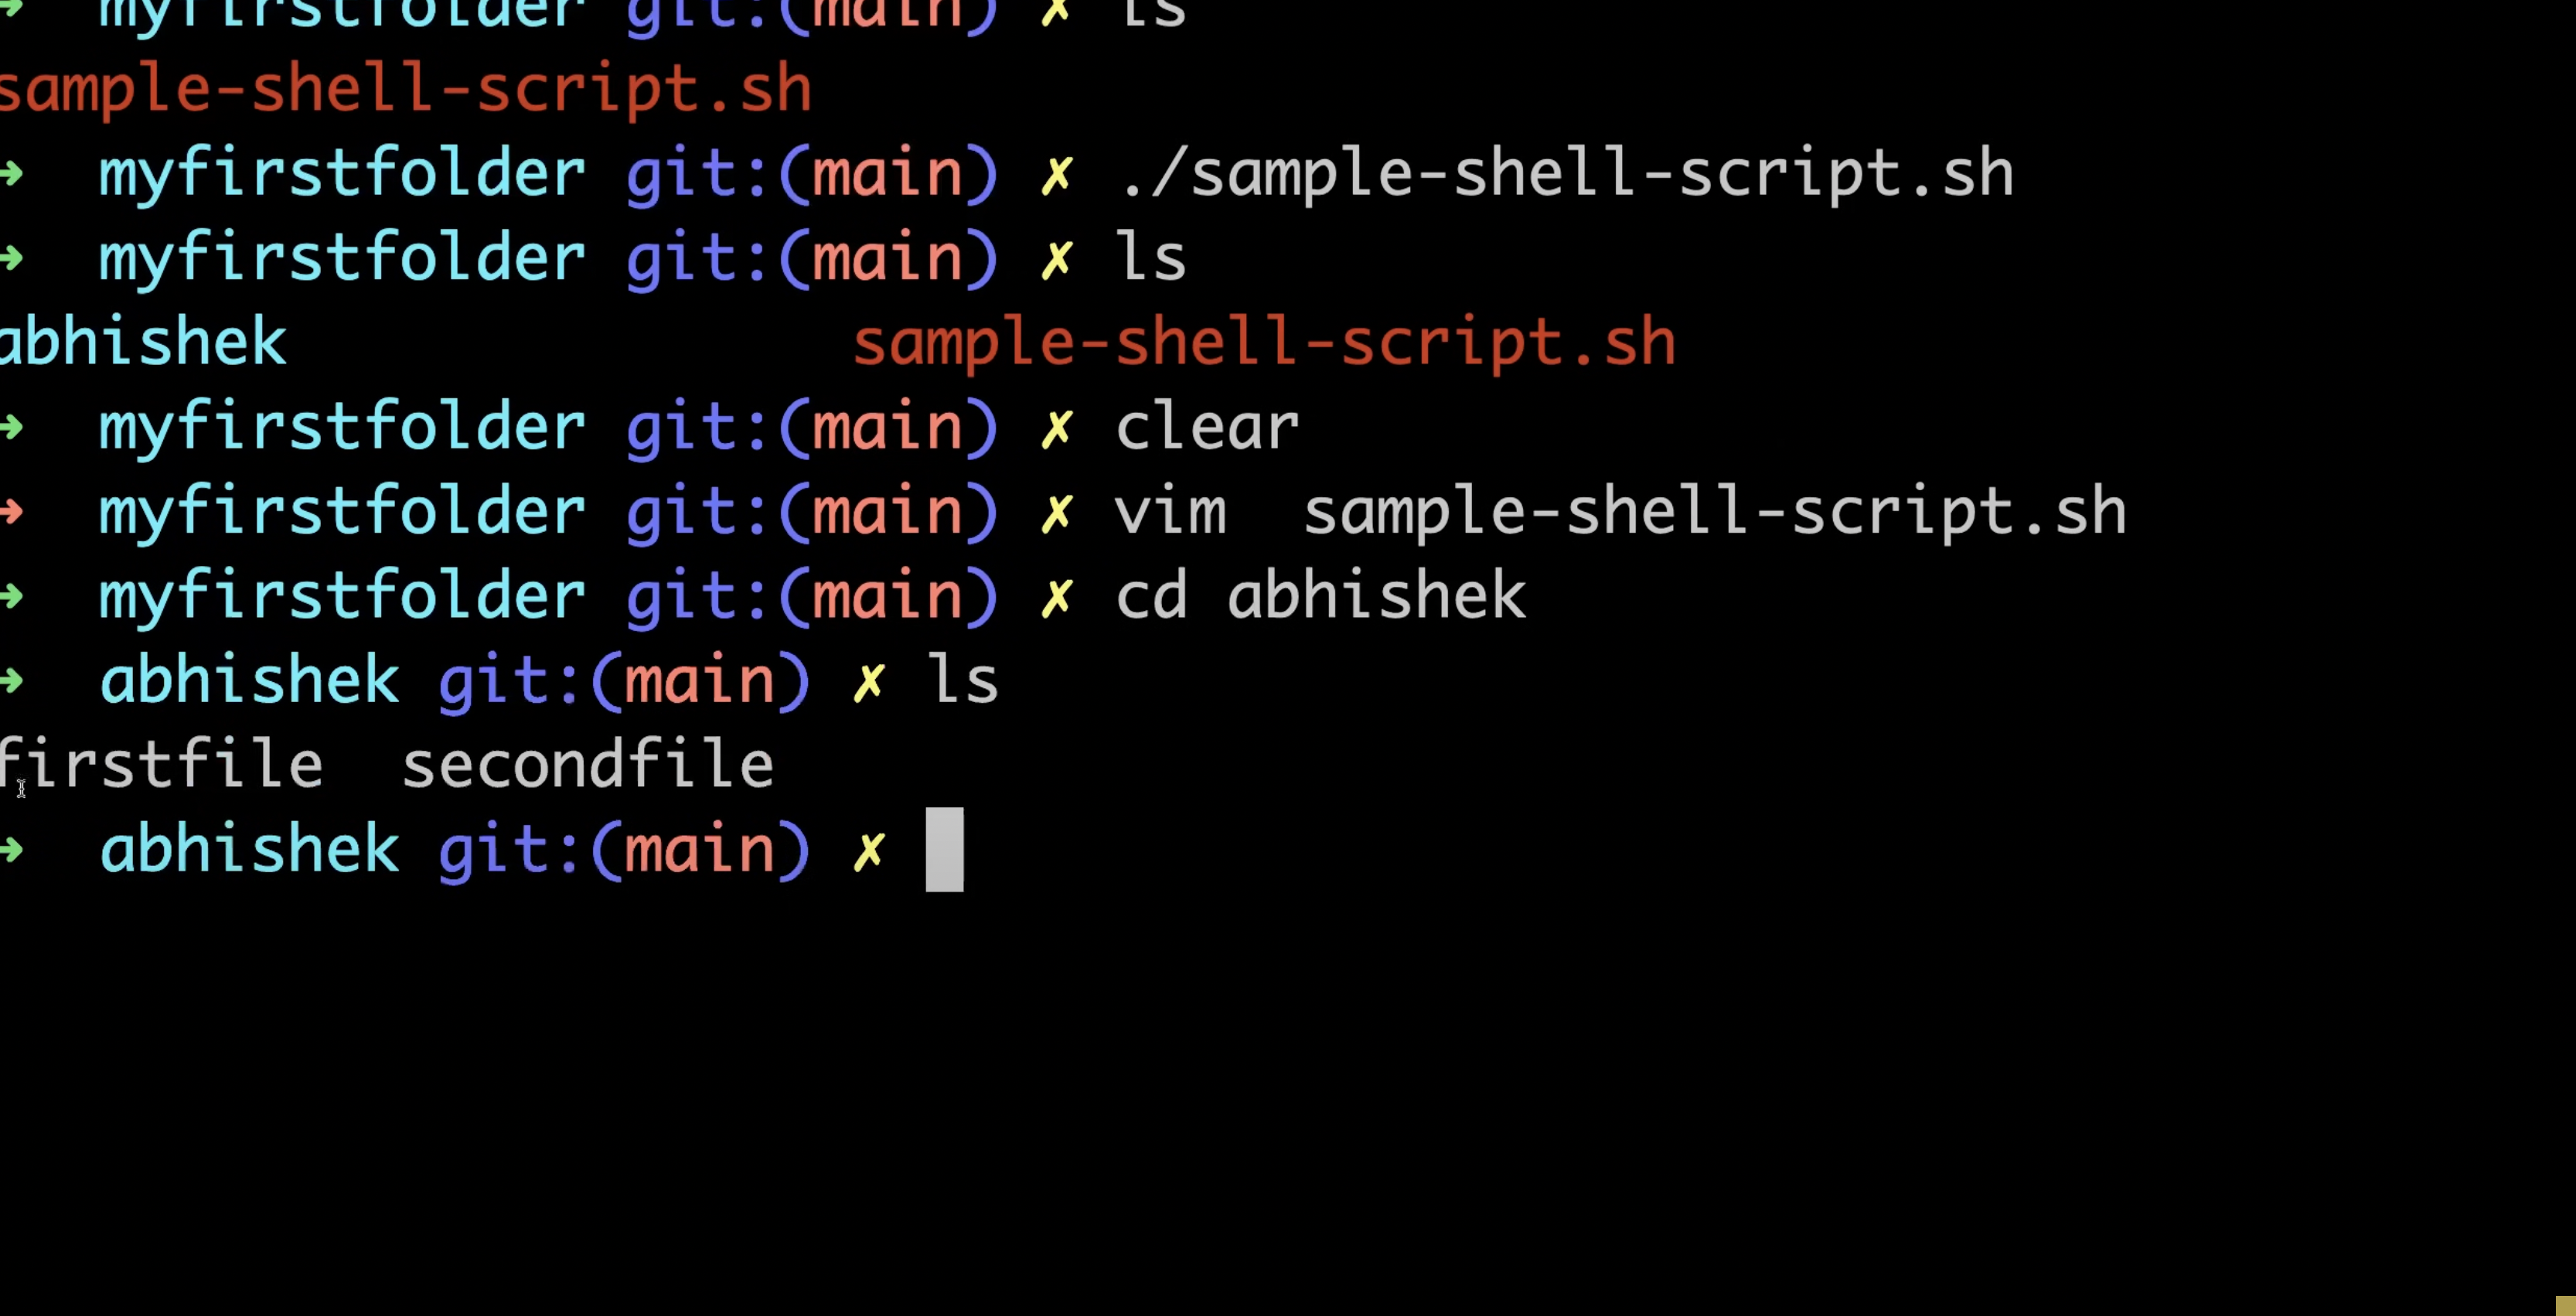 ➜ myfirstfolder git:(main) ✗ ls
sample-shell-script.sh
➜ myfirstfolder git:(main) ✗ ./sample-shell-script.sh
➜ myfirstfolder git:(main) ✗ ls
abhishek sample-shell-script.sh
➜ myfirstfolder git:(main) ✗ clear
➜ myfirstfolder git:(main) ✗ vim sample-shell-script.sh
➜ myfirstfolder git:(main) ✗ cd abhishek
➜ abhishek git:(main) ✗ ls
firstfile secondfile
➜ abhishek git:(main) ✗